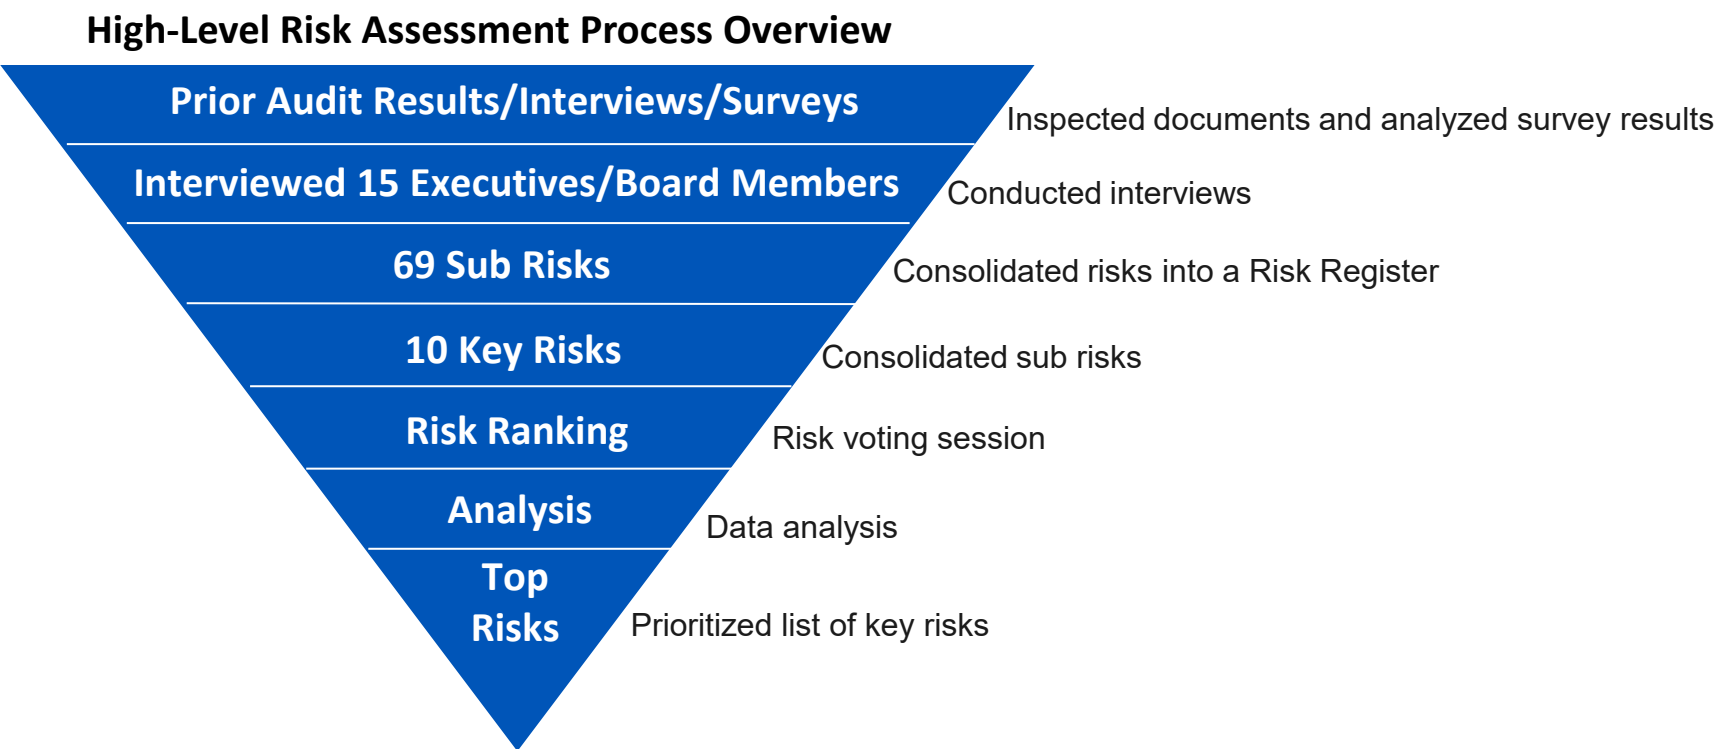 High-Level Risk Assessment Process Overview
Prior Audit Results/Interviews/Surveys
Inspected documents and analyzed survey results
Interviewed 15 Executives/Board Members
Conducted interviews
69 Sub Risks
Consolidated risks into a Risk Register
10 Key Risks
Consolidated sub risks
Risk Ranking
Risk voting session
Analysis
Data analysis
Top
Risks
Prioritized list of key risks